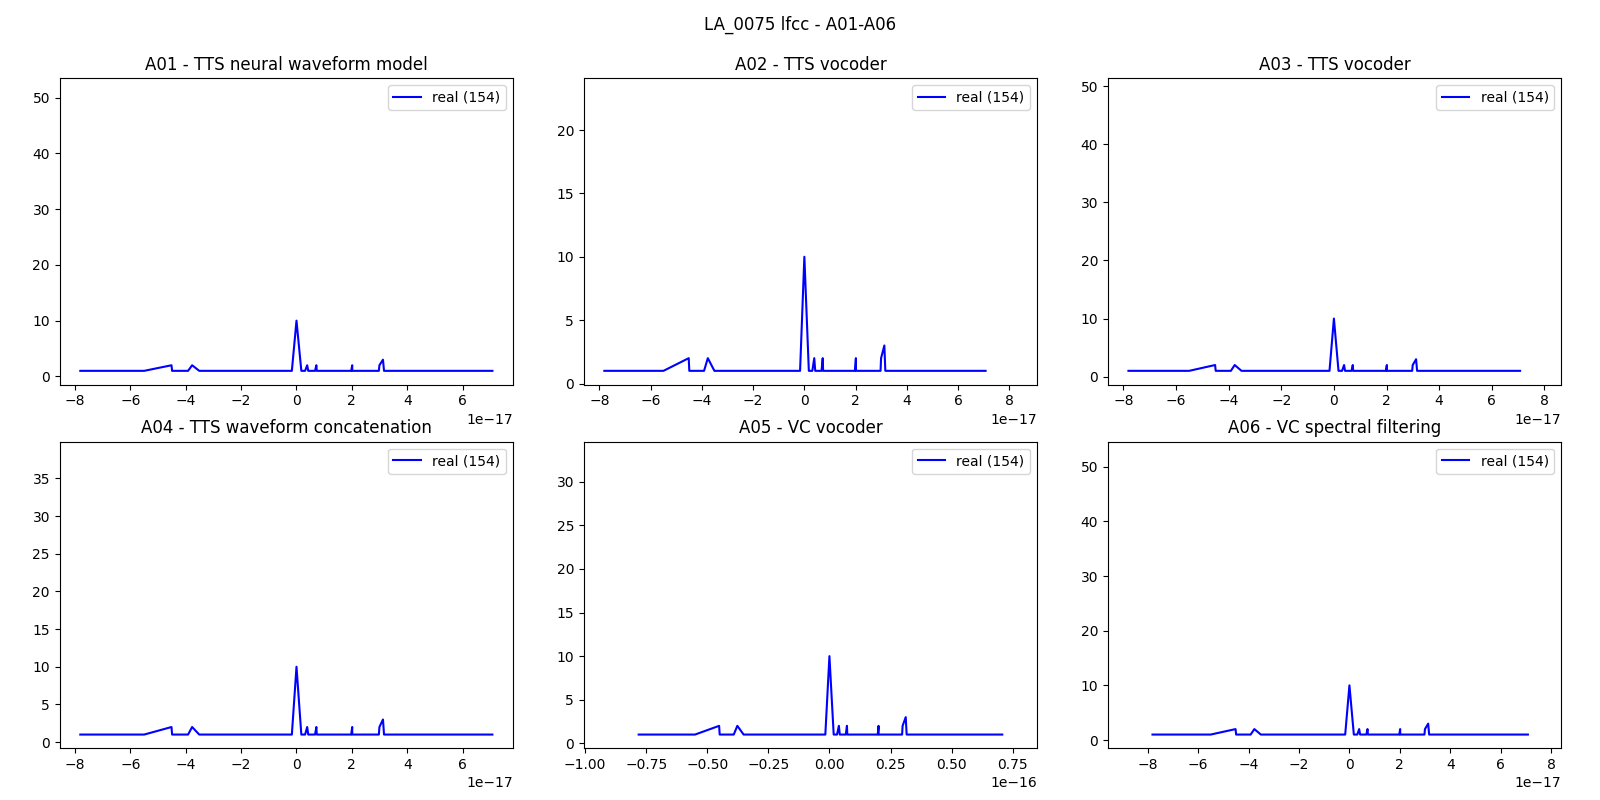 LA_0075 lfcc - A01-A06
A01 - TTS neural waveform model
50
40
30
20
10
0
real (154)
−8 −6 −4 −2 0 2 4 6
1e−17
A02 - TTS vocoder
20
15
10
5
0
real (154)
−8 −6 −4 −2 0 2 4 6 8
1e−17
A03 - TTS vocoder
50
40
30
20
10
0
real (154)
−8 −6 −4 −2 0 2 4 6 8
1e−17
A04 - TTS waveform concatenation
35
30
25
20
15
10
5
0
real (154)
−8 −6 −4 −2 0 2 4 6
1e−17
A05 - VC vocoder
30
25
20
15
10
5
0
real (154)
−1.00 −0.75 −0.50 −0.25 0.00 0.25 0.50 0.75
1e−16
A06 - VC spectral filtering
50
40
30
20
10
0
real (154)
−8 −6 −4 −2 0 2 4 6 8
1e−17